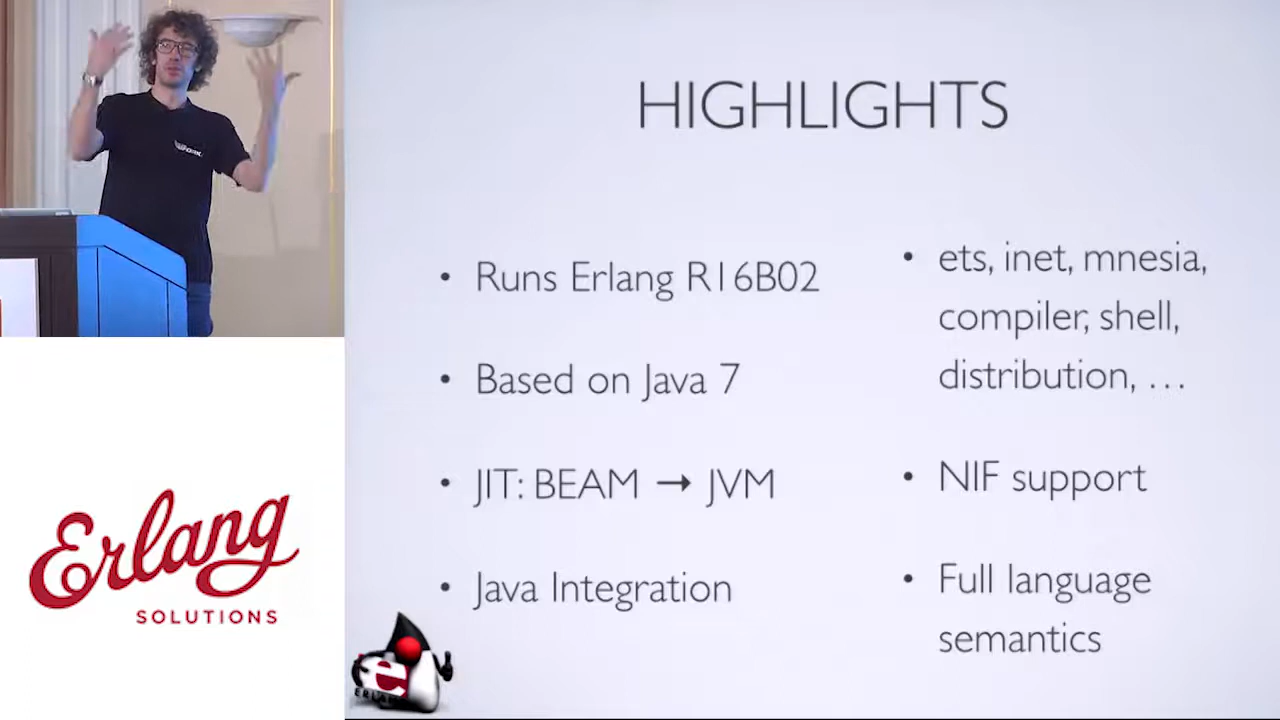 HIGHLIGHTS
• Runs Erlang R16B02
• Based on Java 7
• JIT: BEAM → JVM
• Java Integration
• ets, inet, mnesia,
compiler, shell,
distribution, …
• NIF support
• Full language
semantics
Erlang
SOLUTIONS
e
ERLANG